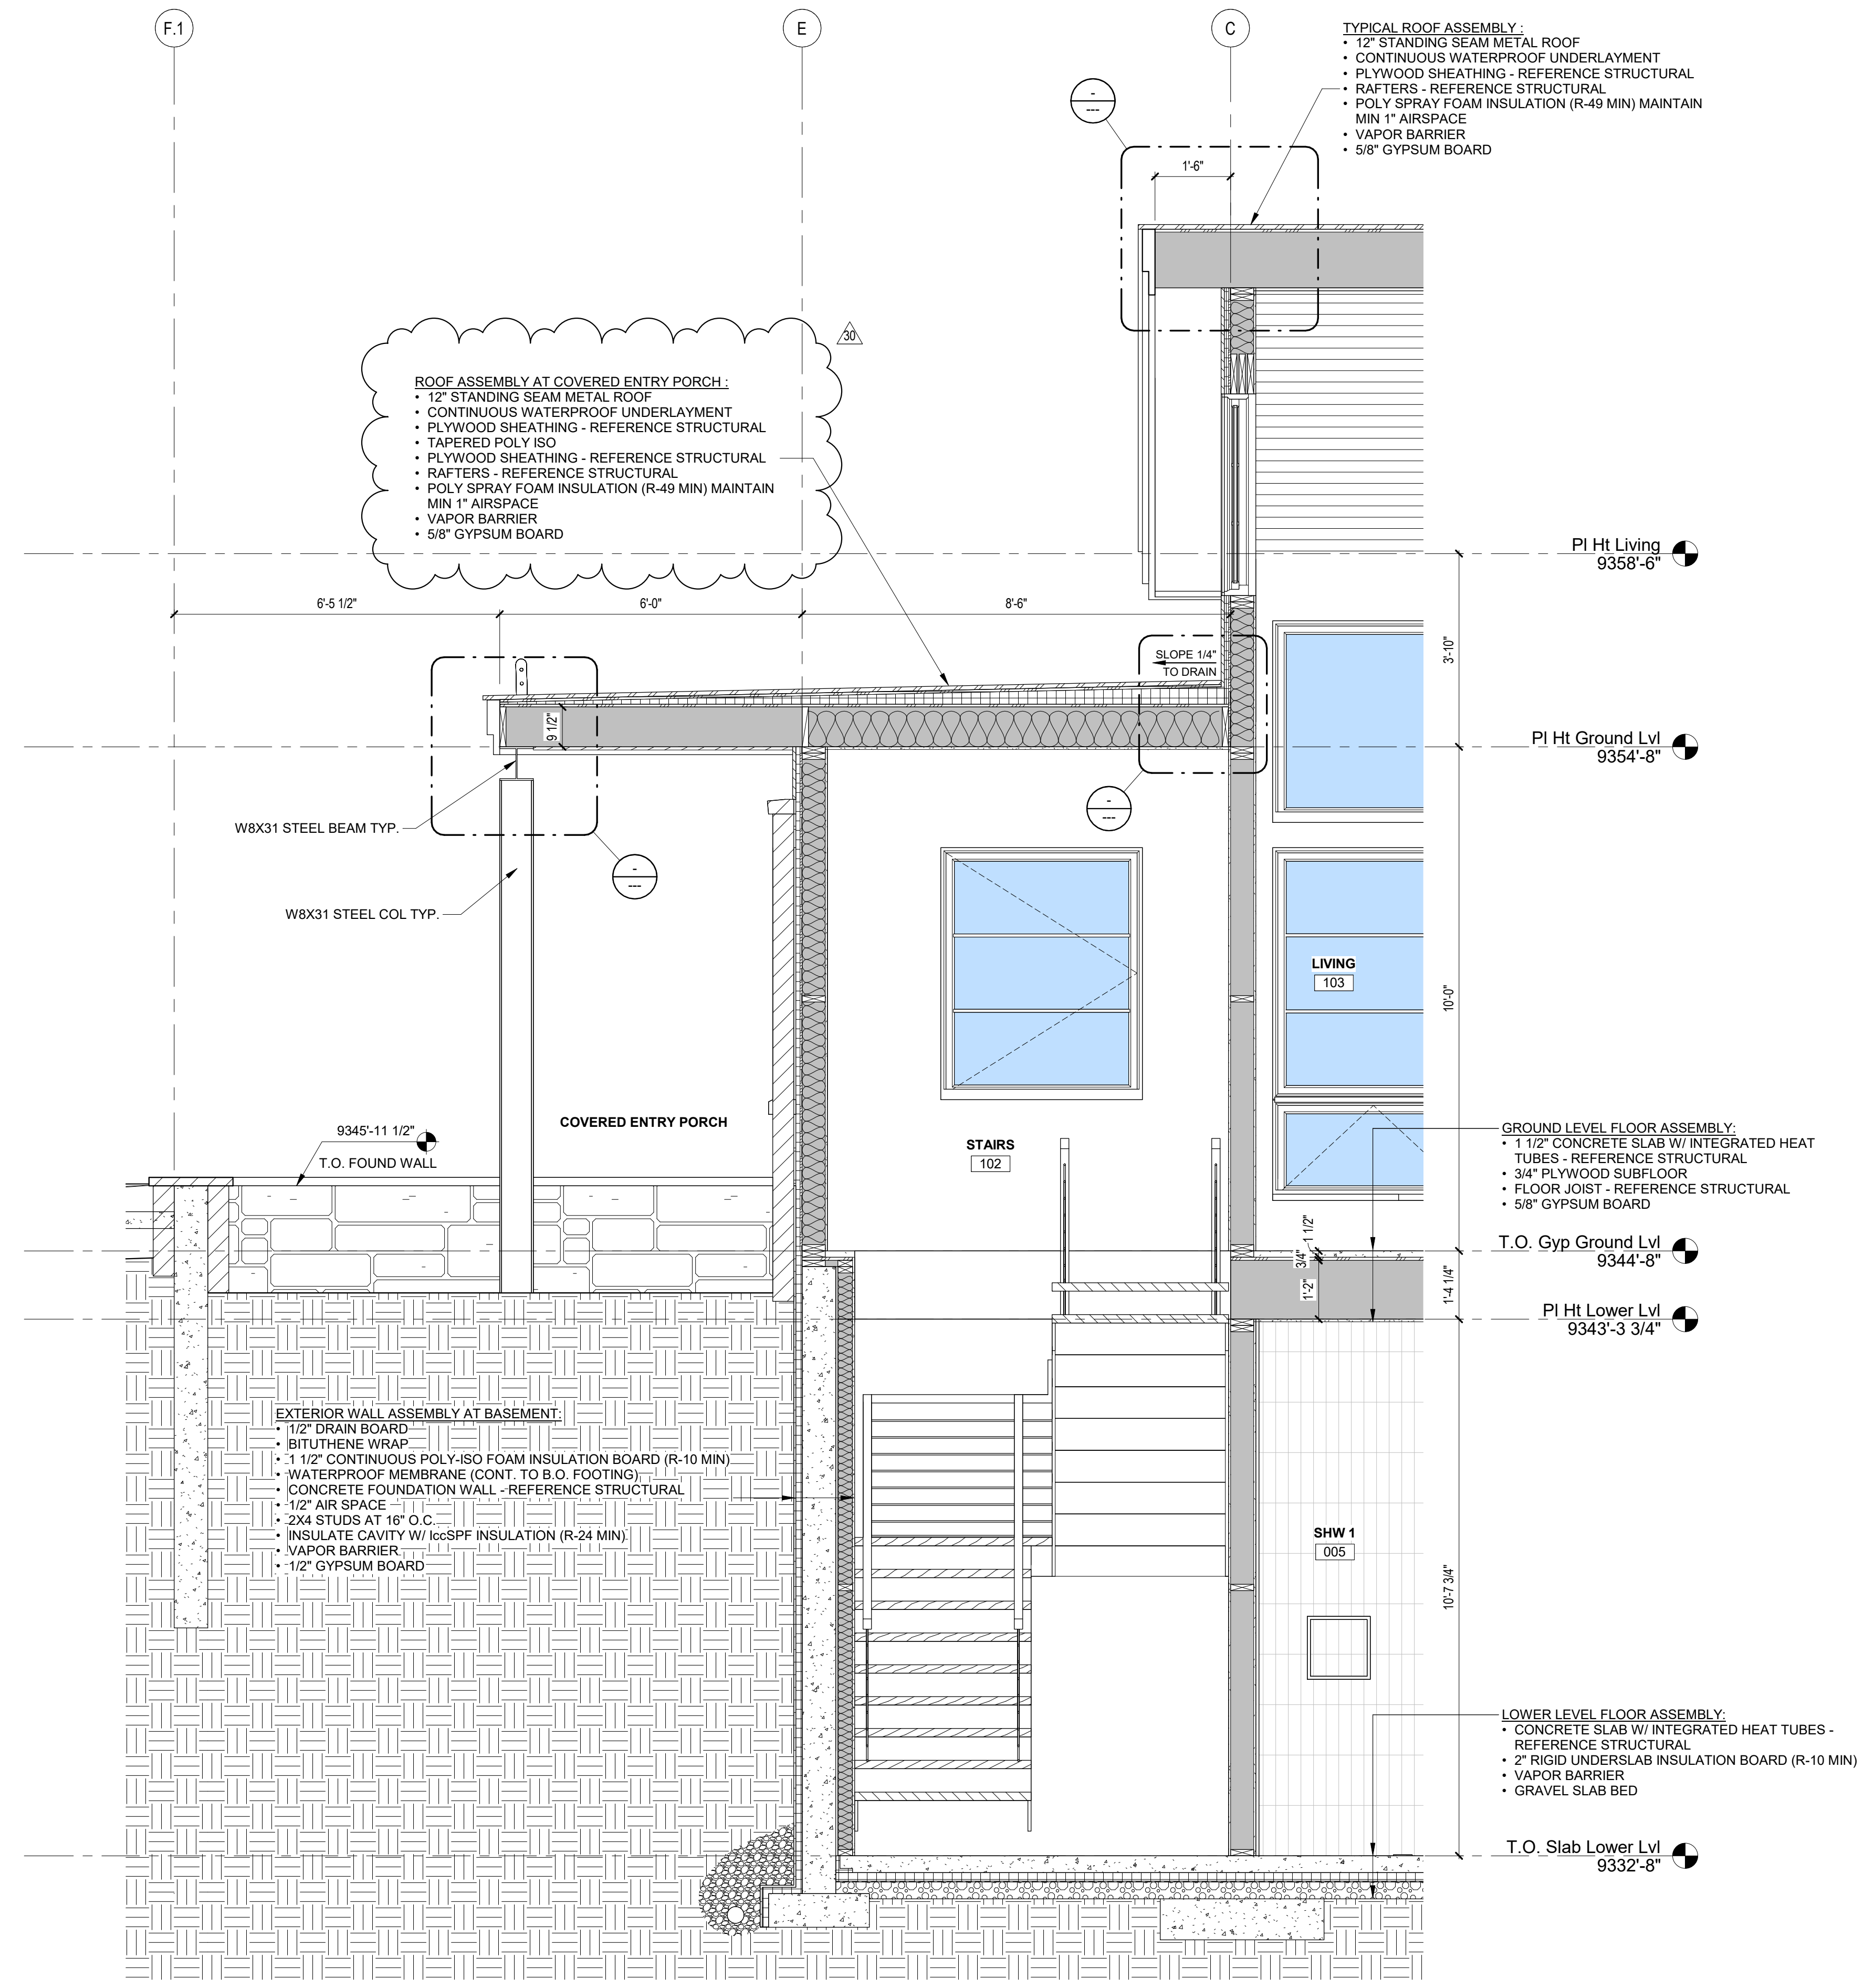 F.1
E
C
TYPICAL ROOF ASSEMBLY :
• 12" STANDING SEAM METAL ROOF
• CONTINUOUS WATERPROOF UNDERLAYMENT
• PLYWOOD SHEATHING - REFERENCE STRUCTURAL
• RAFTERS - REFERENCE STRUCTURAL
• POLY SPRAY FOAM INSULATION (R-49 MIN) MAINTAIN
MIN 1" AIRSPACE
• VAPOR BARRIER
• 5/8" GYPSUM BOARD
-
---
1'-6"
30
ROOF ASSEMBLY AT COVERED ENTRY PORCH :
• 12" STANDING SEAM METAL ROOF
• CONTINUOUS WATERPROOF UNDERLAYMENT
• PLYWOOD SHEATHING - REFERENCE STRUCTURAL
• TAPERED POLY ISO
• PLYWOOD SHEATHING - REFERENCE STRUCTURAL
• RAFTERS - REFERENCE STRUCTURAL
• POLY SPRAY FOAM INSULATION (R-49 MIN) MAINTAIN
MIN 1" AIRSPACE
• VAPOR BARRIER
• 5/8" GYPSUM BOARD
Pl Ht Living
9358'-6"
6'-5 1/2"
6'-0"
8'-6"
3'-10"
SLOPE 1/4"
TO DRAIN
9 1/2"
Pl Ht Ground Lvl
9354'-8"
-
---
W8X31 STEEL BEAM TYP.
-
---
W8X31 STEEL COL TYP.
LIVING
103
10'-0"
COVERED ENTRY PORCH
9345'-11 1/2"
T.O. FOUND WALL
STAIRS
102
GROUND LEVEL FLOOR ASSEMBLY:
• 1 1/2" CONCRETE SLAB W/ INTEGRATED HEAT
TUBES - REFERENCE STRUCTURAL
• 3/4" PLYWOOD SUBFLOOR
• FLOOR JOIST - REFERENCE STRUCTURAL
• 5/8" GYPSUM BOARD
1 1/2"
3/4"
1'-2"
1'-4 1/4"
T.O. Gyp Ground Lvl
9344'-8"
Pl Ht Lower Lvl
9343'-3 3/4"
EXTERIOR WALL ASSEMBLY AT BASEMENT:
• 1/2" DRAIN BOARD
• BITUTHENE WRAP
• 1 1/2" CONTINUOUS POLY-ISO FOAM INSULATION BOARD (R-10 MIN)
• WATERPROOF MEMBRANE (CONT. TO B.O. FOOTING)
• CONCRETE FOUNDATION WALL - REFERENCE STRUCTURAL
• 1/2" AIR SPACE
• 2X4 STUDS AT 16" O.C.
• INSULATE CAVITY W/ IccSPF INSULATION (R-24 MIN)
• VAPOR BARRIER
• 1/2" GYPSUM BOARD
SHW 1
005
10'-7 3/4"
LOWER LEVEL FLOOR ASSEMBLY:
• CONCRETE SLAB W/ INTEGRATED HEAT TUBES -
REFERENCE STRUCTURAL
• 2" RIGID UNDERSLAB INSULATION BOARD (R-10 MIN)
• VAPOR BARRIER
• GRAVEL SLAB BED
T.O. Slab Lower Lvl
9332'-8"